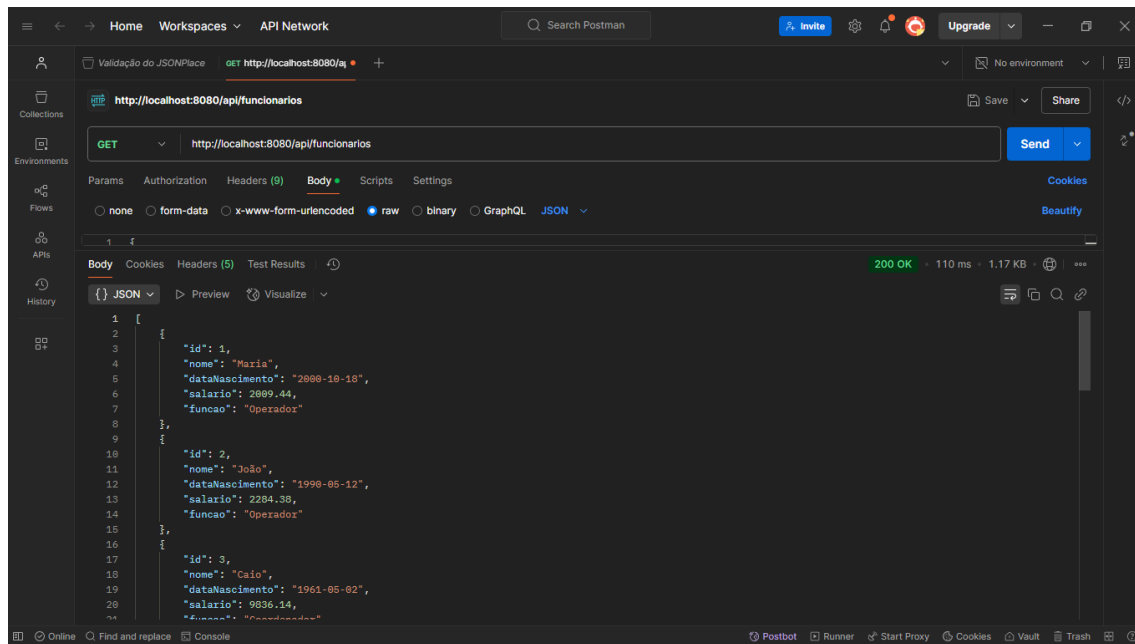 Home Workspaces API Network Search Postman Invite Upgrade
Validação do JSONPlace GET http://localhost:8080/a No environment
HTTP http://localhost:8080/api/funcionarios Save Share
Collections
GET http://localhost:8080/api/funcionarios Send
Environments
Params Authorization Headers (9) Body Scripts Settings Cookies
Flows
none form-data x-www-form-urlencoded raw binary GraphQL JSON Beautify
APIs
1 {
Body Cookies Headers (5) Test Results 200 OK 110 ms 1.17 KB
History
{} JSON Preview Visualize
1 [
2 {
3 "id": 1,
4 "nome": "Maria",
5 "dataNascimento": "2000-10-18",
6 "salario": 2009.44,
7 "funcao": "Operador"
8 },
9 {
10 "id": 2,
11 "nome": "João",
12 "dataNascimento": "1990-05-12",
13 "salario": 2284.38,
14 "funcao": "Operador"
15 },
16 {
17 "id": 3,
18 "nome": "Caio",
19 "dataNascimento": "1961-05-02",
20 "salario": 9836.14,
21 "funcao": "Coordenador"
Online Find and replace Console Postbot Runner Start Proxy Cookies Vault Trash